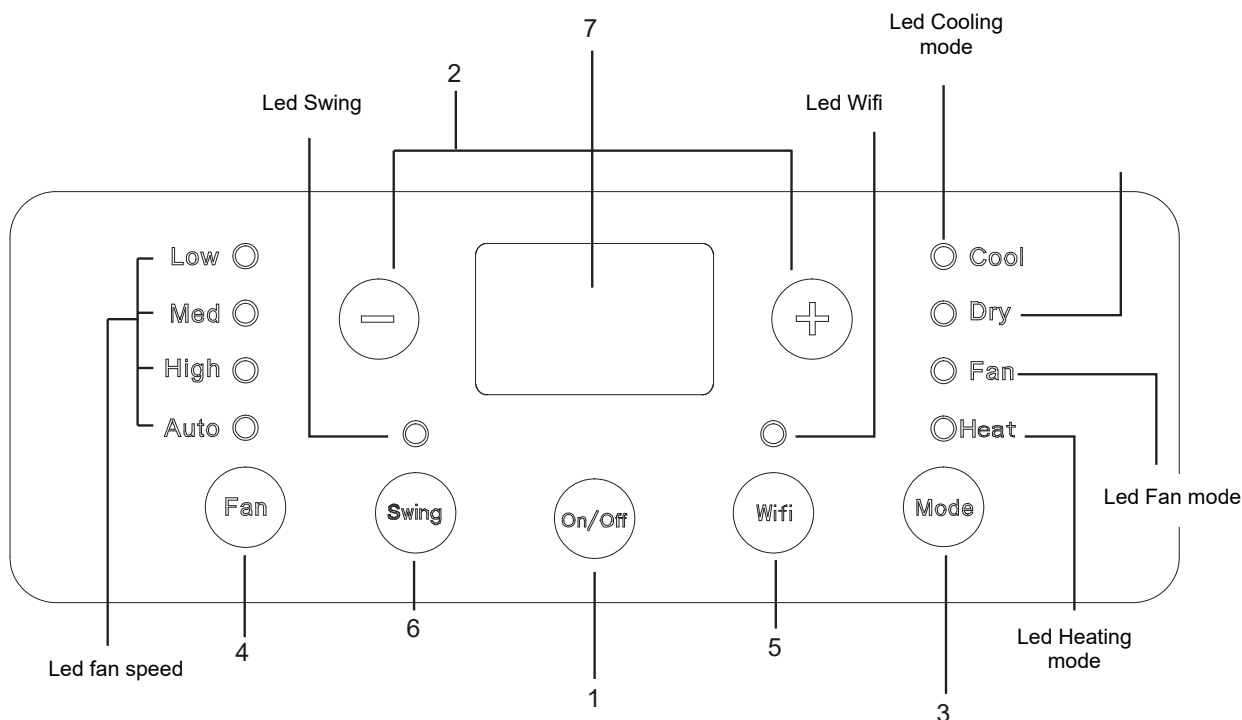 7
Led Cooling
mode
2
Led Swing
Led Wifi
Low
Cool
Med
Dry
High
Fan
Auto
Heat
Fan
Swing
On/Off
Wifi
Mode
Led Fan mode
4
6
1
5
3
Led fan speed
Led Heating
mode